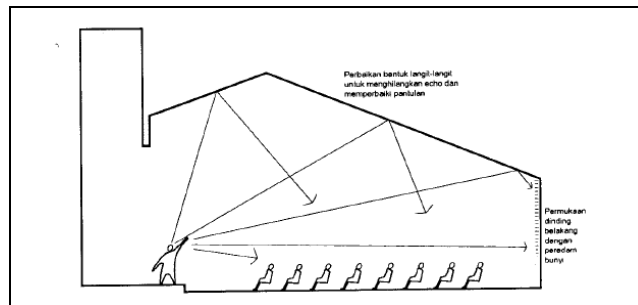 Perbaikan bentuk langit-langit
untuk menghilangkan echo dan
memperbaiki pantulan
Permukaan
dinding
belakang
dengan
peredam
bunyi